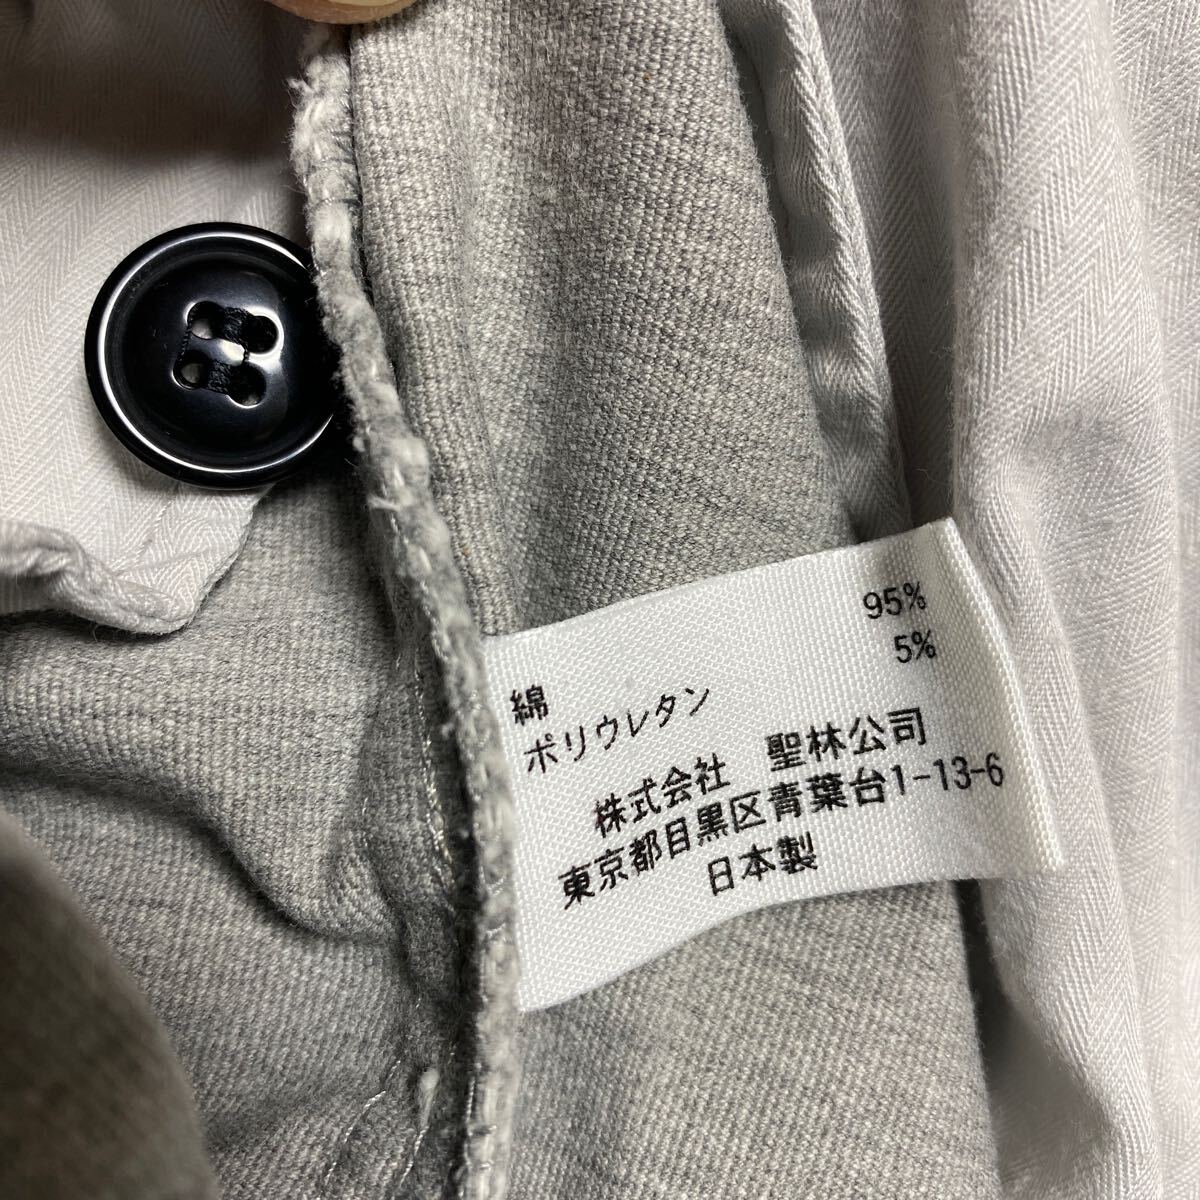 綿 95%
ポリウレタン 5%
株式会社 聖林公司
東京都目黒区青葉台1-13-6
日本製